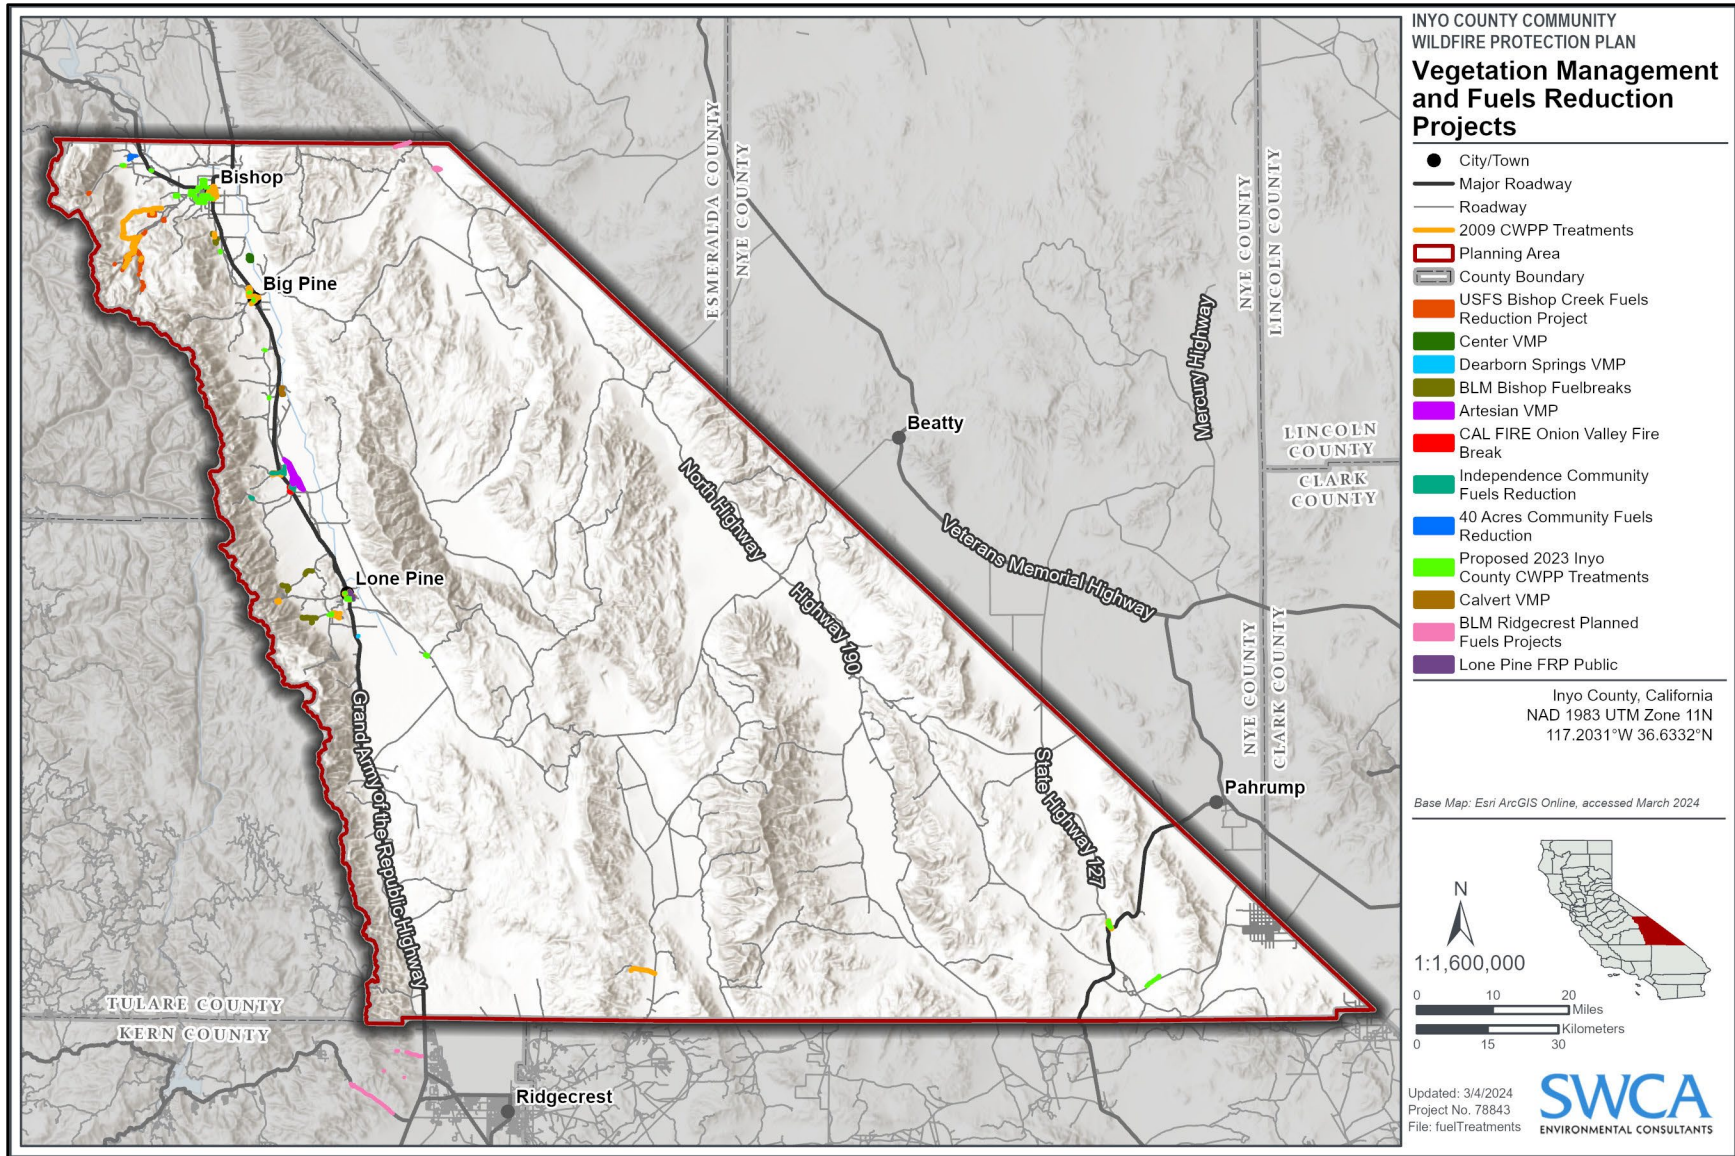 INYO COUNTY COMMUNITY
WILDFIRE PROTECTION PLAN
Vegetation Management
and Fuels Reduction
Projects
City/Town
Major Roadway
Roadway
2009 CWPP Treatments
Planning Area
County Boundary
USFS Bishop Creek Fuels
Reduction Project
Center VMP
Dearborn Springs VMP
BLM Bishop Fuelbreaks
Artesian VMP
CAL FIRE Onion Valley Fire
Break
Independence Community
Fuels Reduction
40 Acres Community Fuels
Reduction
Proposed 2023 Inyo
County CWPP Treatments
Calvert VMP
BLM Ridgecrest Planned
Fuels Projects
Lone Pine FRP Public
Inyo County, California
NAD 1983 UTM Zone 11N
117.2031°W 36.6332°N
Base Map: Esri ArcGIS Online, accessed March 2024
N
1:1,600,000
0 10 20
Miles
Kilometers
0 15 30
Updated: 3/4/2024
Project No. 78843
File: fuelTreatments
SWCA
ENVIRONMENTAL CONSULTANTS
Bishop
Big Pine
Lone Pine
Beatty
Pahrump
Ridgecrest
ESMERALDA COUNTY
NYE COUNTY
NYE COUNTY
LINCOLN COUNTY
LINCOLN
COUNTY
CLARK
COUNTY
NYE COUNTY
CLARK COUNTY
TULARE COUNTY
KERN COUNTY
Mercury Highway
Veterans Memorial Highway
North Highway
Highway 190
State Highway 127
Grand Army of the Republic Highway